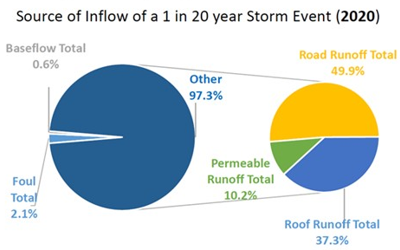 Source of Inflow of a 1 in 20 year Storm Event (2020)
Baseflow Total
0.6%
Other
97.3%
Foul
Total
2.1%
Road Runoff Total
49.9%
Permeable
Runoff Total
10.2%
Roof Runoff Total
37.3%